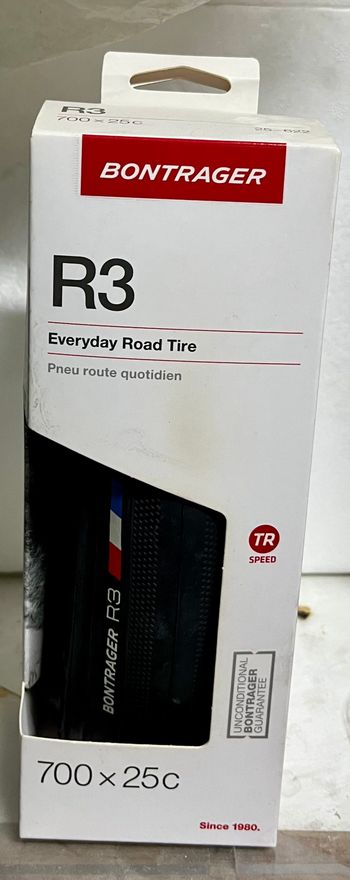 R3
700 × 25c
25-622
BONTRAGER
R3
Everyday Road Tire
Pneu route quotidien
TR
SPEED
BONTRAGER R3
UNCONDITIONAL
BONTRAGER
GUARANTEE
700 × 25c
Since 1980.